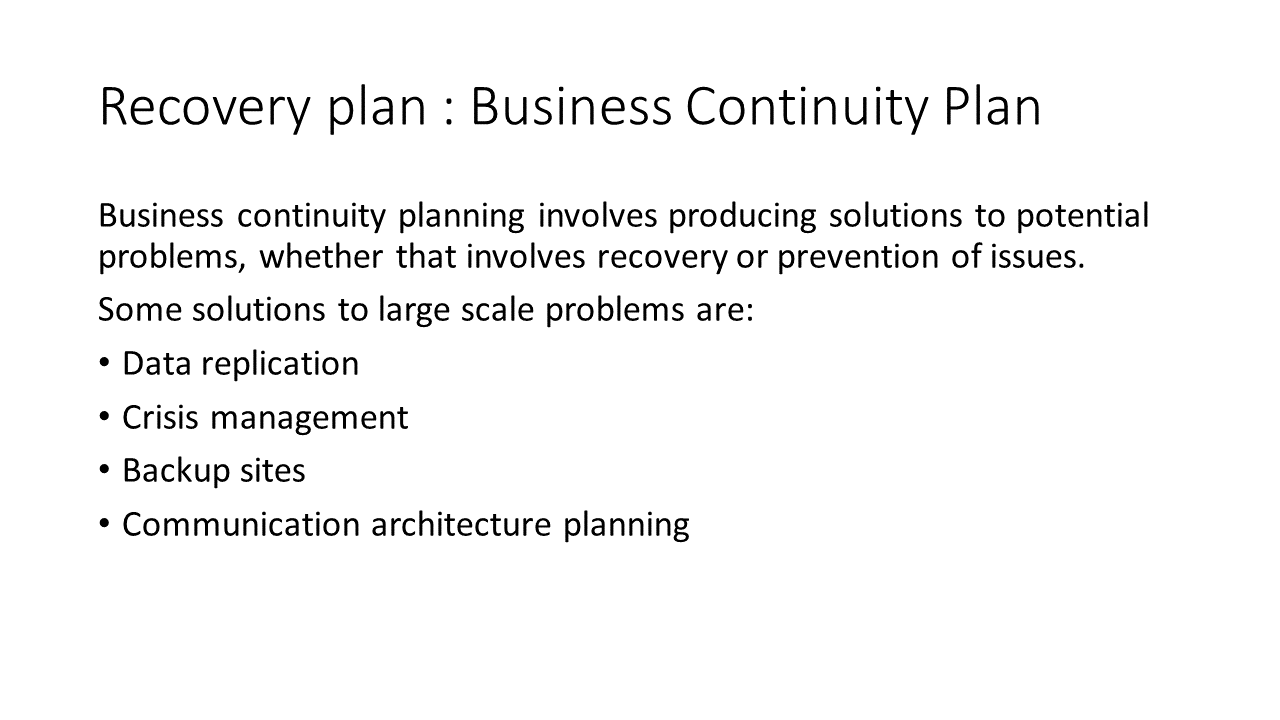 Recovery plan : Business Continuity Plan
Business continuity planning involves producing solutions to potential
problems, whether that involves recovery or prevention of issues.
Some solutions to large scale problems are:
• Data replication
• Crisis management
• Backup sites
• Communication architecture planning